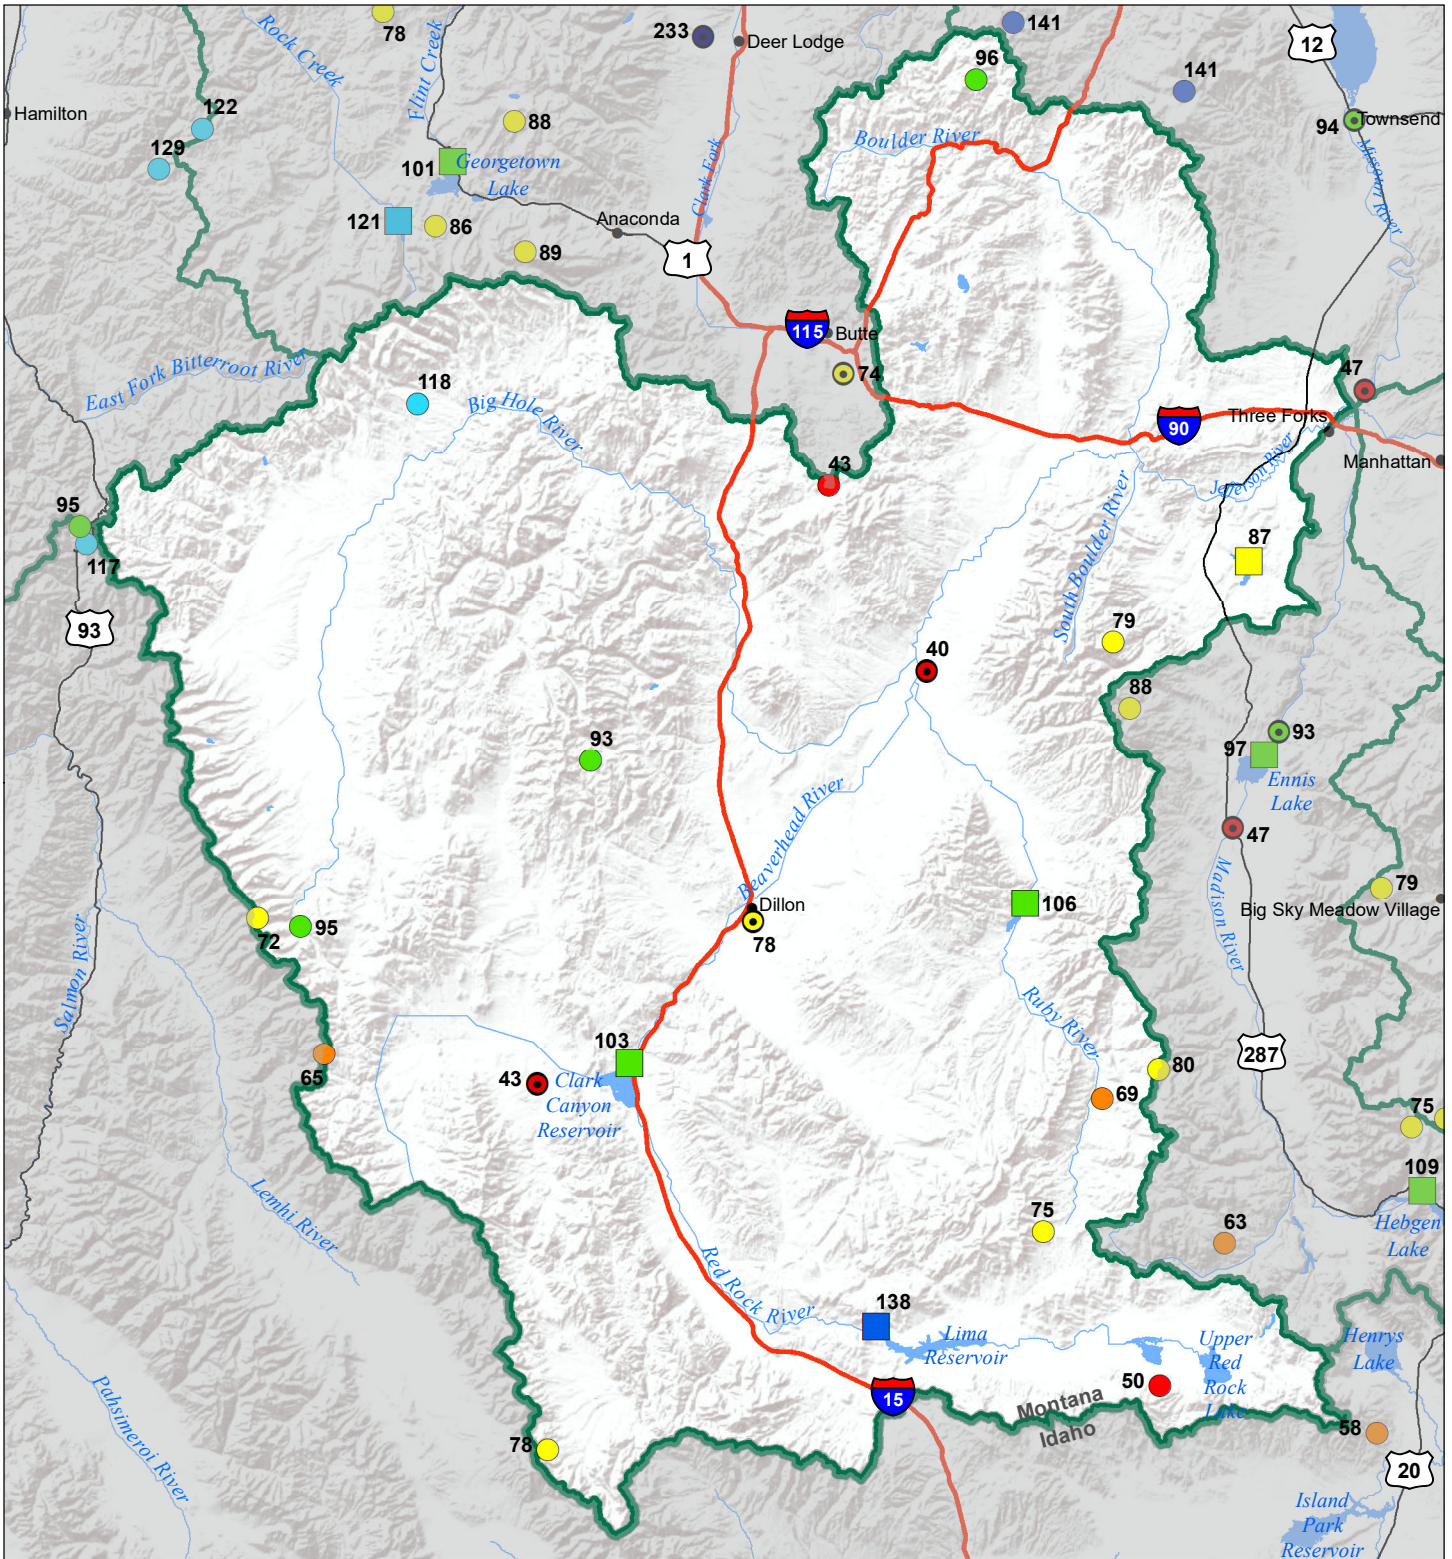 78
Rock Creek
Flint Creek
233
Deer Lodge
141
96
12
141
Hamilton
122
88
94
Townsend
129
101
Georgetown
Lake
Clark Fork
Boulder River
Missouri River
121
86
Anaconda
89
1
115
Butte
74
47
East Fork Bitterroot River
118
Big Hole River
90
Three Forks
Manhattan
43
Jefferson River
South Boulder River
95
117
87
93
79
40
88
93
93
97
Ennis
Lake
Beaverhead River
47
79
Big Sky Meadow Village
Madison River
Dillon
78
106
72
95
Salmon River
Ruby River
287
65
103
43
Clark
Canyon
Reservoir
80
69
75
109
Hebgen
Lake
Lemhi River
75
63
Red Rock River
138
Lima
Reservoir
Upper
Red
Rock
Lake
Henrys
Lake
50
15
Montana
Idaho
58
Pahsimeroi River
78
20
Island
Park
Reservoir